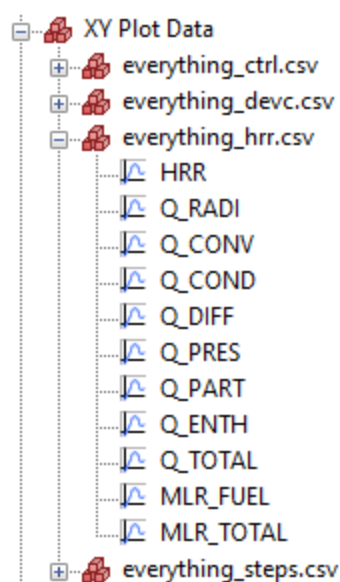 XY Plot Data
everything_ctrl.csv
everything_devc.csv
everything_hrr.csv
HRR
Q_RADI
Q_CONV
Q_COND
Q_DIFF
Q_PRES
Q_PART
Q_ENTH
Q_TOTAL
MLR_FUEL
MLR_TOTAL
everything_steps.csv